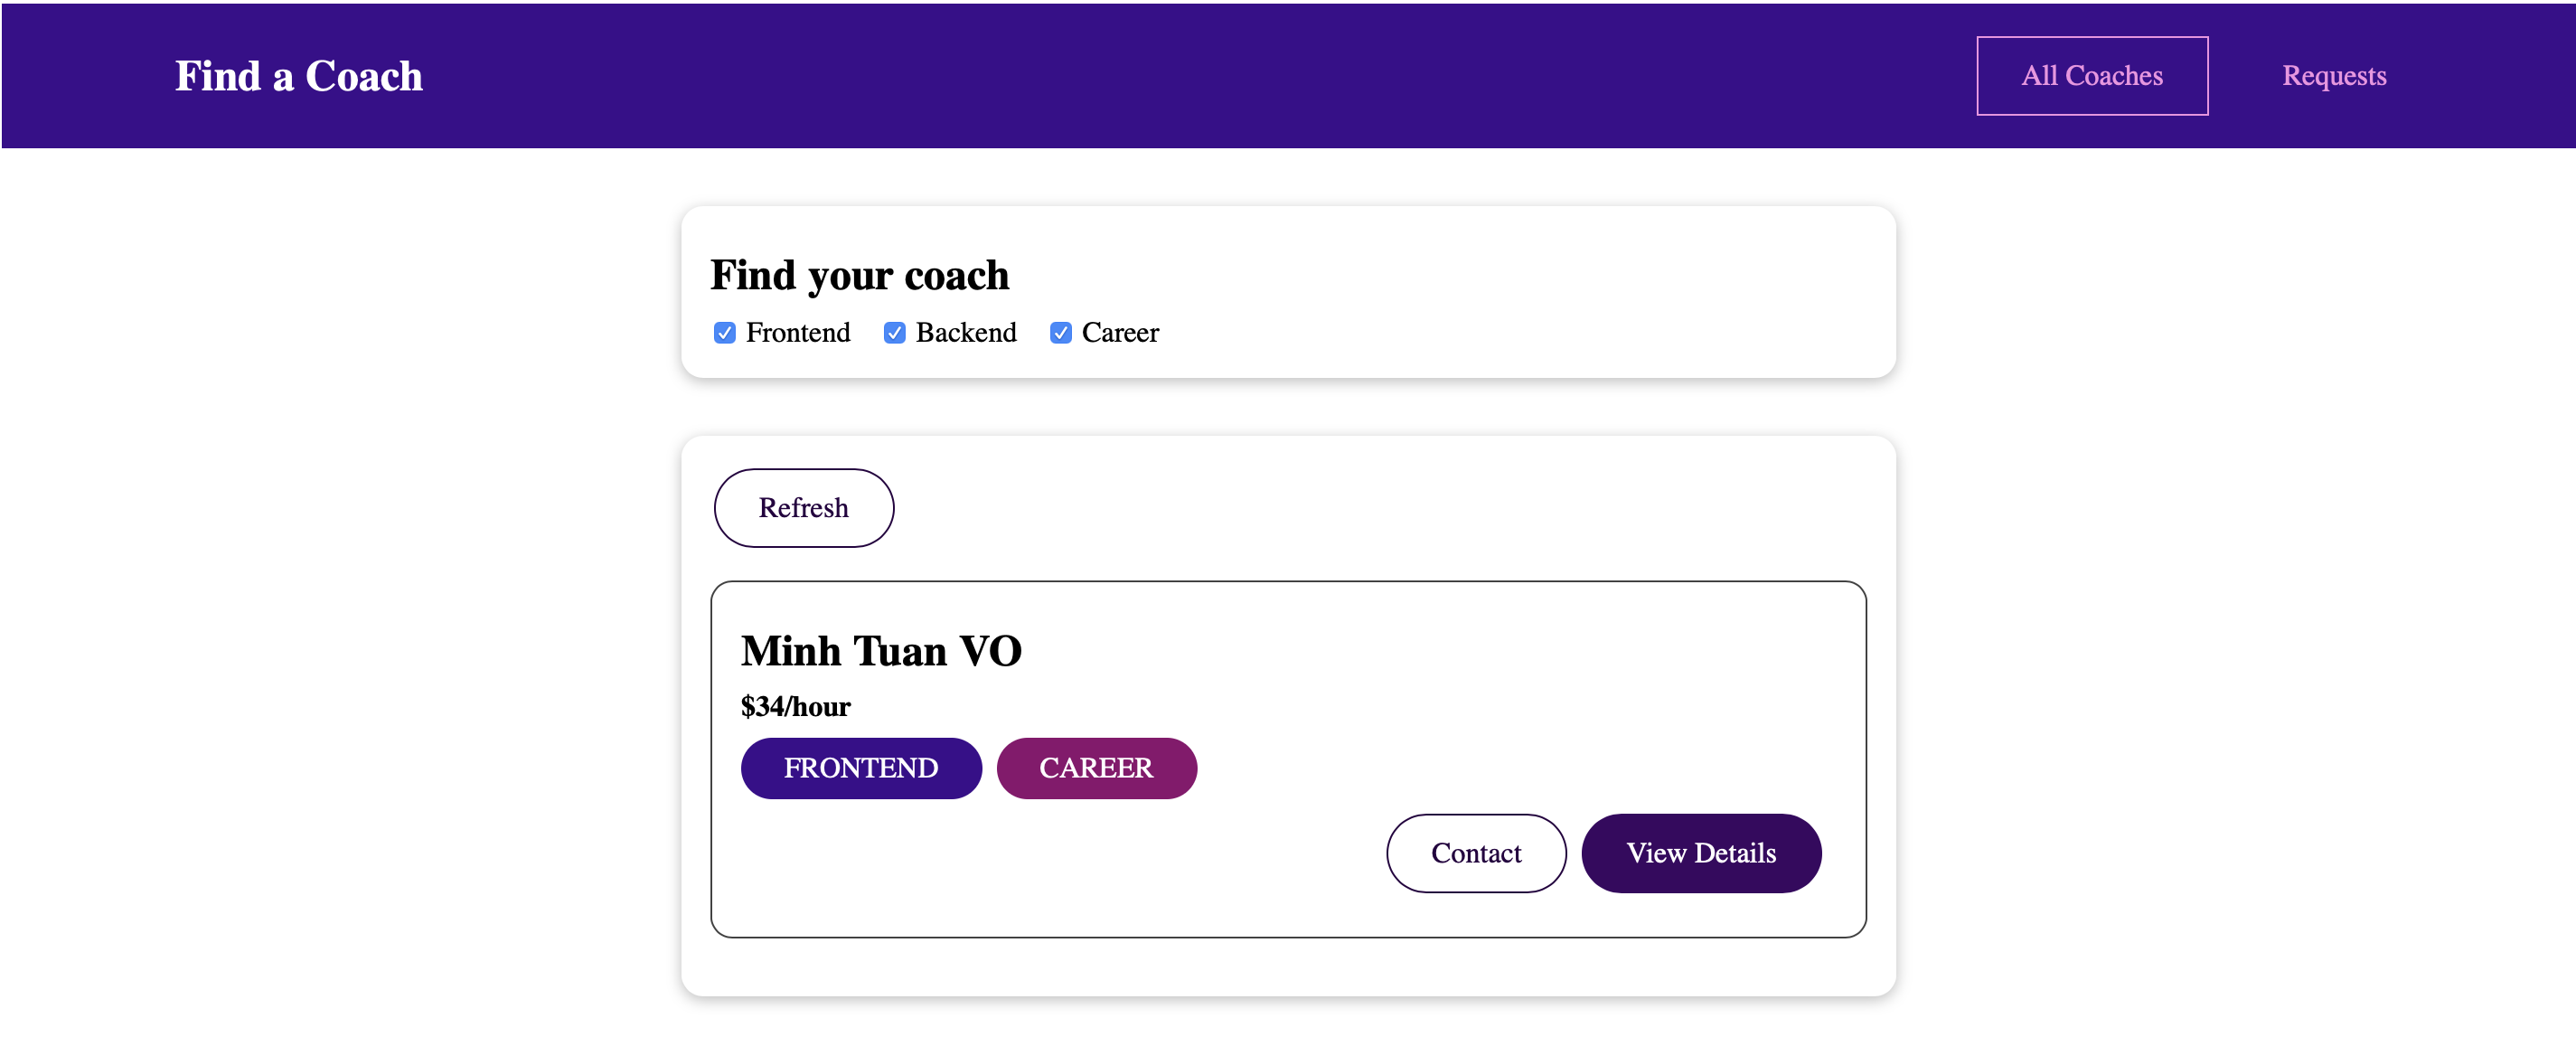 Find a Coach All Coaches Requests
Find your coach
Frontend Backend Career
Refresh
Minh Tuan VO
$34/hour
FRONTEND CAREER
Contact View Details